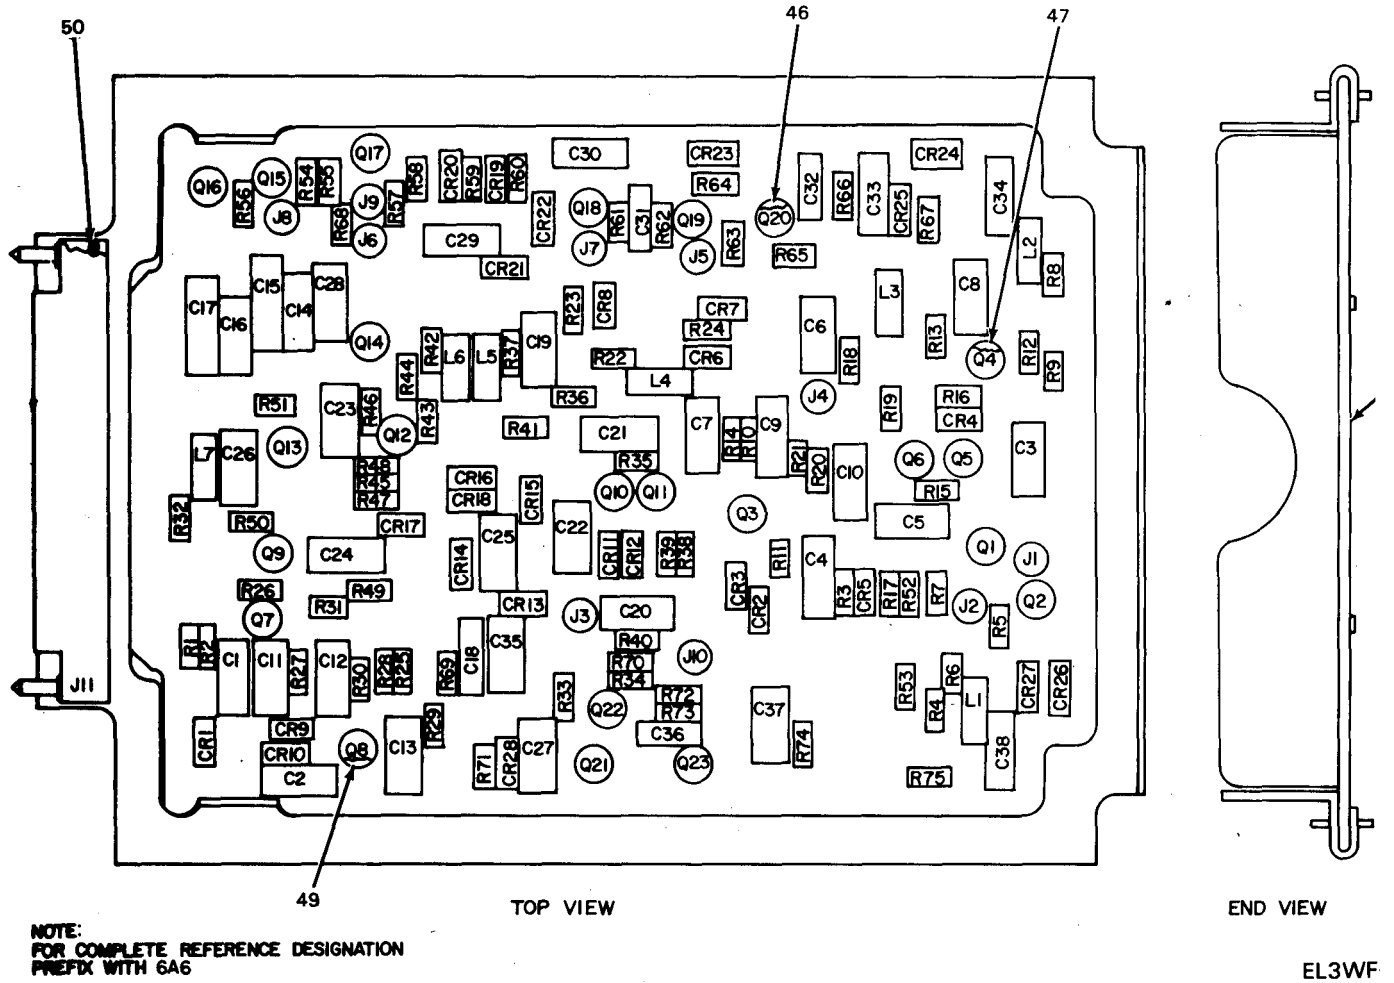 50
46
47
Q17
C30
CR23
CR24
Q16
Q15
R54
R55
R58
CR20
R59
CR19
R60
R64
C32
R66
C33
CR25
C34
R56
J8
J9
R57
R68
J6
CR22
Q18
R61
C31
R62
Q19
Q20
R67
C29
J7
J5
R63
R65
L2
R8
CR21
C17
C16
C15
C14
C28
R23
CR8
CR7
R24
C6
L3
C8
Q14
R42
L6
L5
R37
C19
R22
CR6
R18
R13
Q4
R12
R9
R44
L4
R51
C23
R46
R43
R36
J4
R19
R16
CR4
Q13
Q12
R41
C21
C7
R14
R10
C9
C3
L7
C26
R48
R45
R47
CR16
CR18
R35
R21
R20
C10
Q6
Q5
Q10
Q11
R15
R32
R50
CR17
CR15
C22
Q3
C5
Q9
C24
CR14
C25
CR11
CR12
R39
R38
R11
C4
Q1
J1
R26
R49
CR3
CR2
R3
CR5
R17
R52
R7
J2
Q2
Q7
R31
CR13
J3
C20
R5
R1
R2
C1
C11
R27
C12
R30
R28
R25
R69
C18
C35
R40
R70
R34
J10
R53
R6
J11
R33
R72
R73
C37
R4
L1
CR27
CR26
CR1
CR9
CR10
C2
Q8
C13
R29
R71
CR28
C27
Q22
C36
Q21
Q23
R74
C38
R75
49
TOP VIEW
END VIEW
NOTE:
FOR COMPLETE REFERENCE DESIGNATION
PREFIX WITH 6A6
EL3WF-